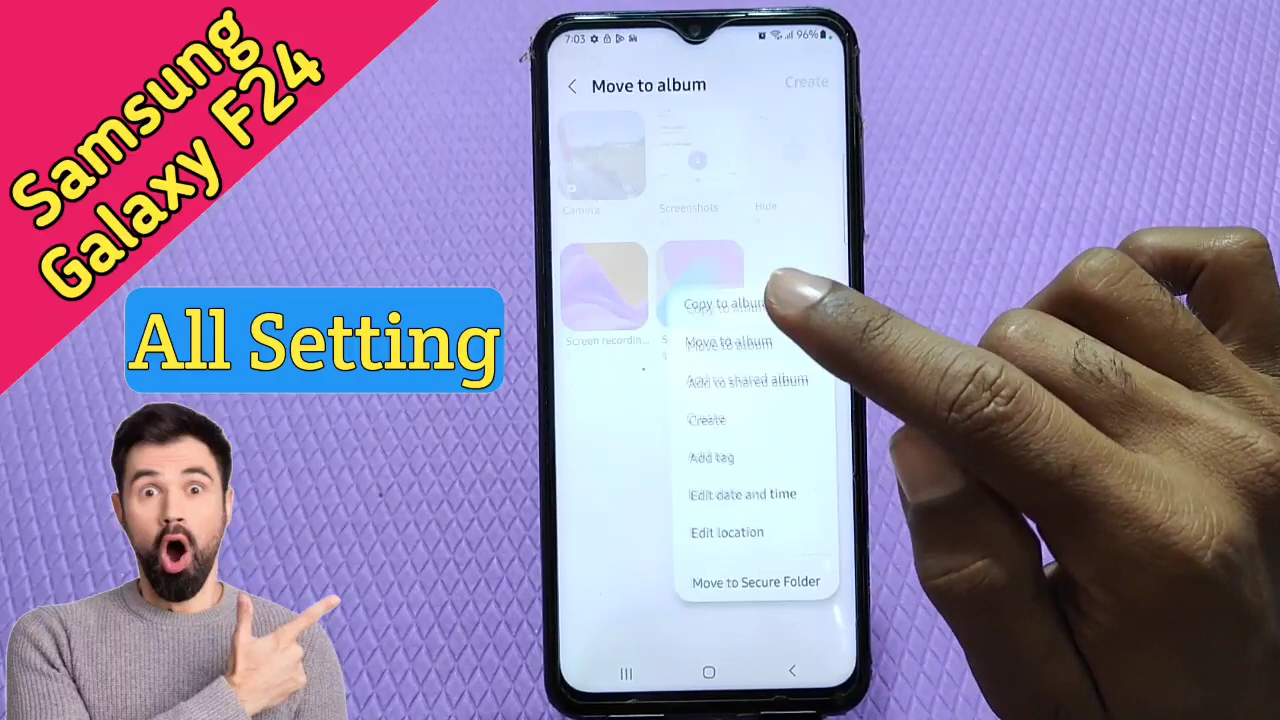 Samsung
Galaxy F24
All Setting
7:03
96%
Move to album
Create
Camera
Screenshots
Hide
Screen recordin...
Copy to album
Move to album
Add to shared album
Create
Add tag
Edit date and time
Edit location
Move to Secure Folder